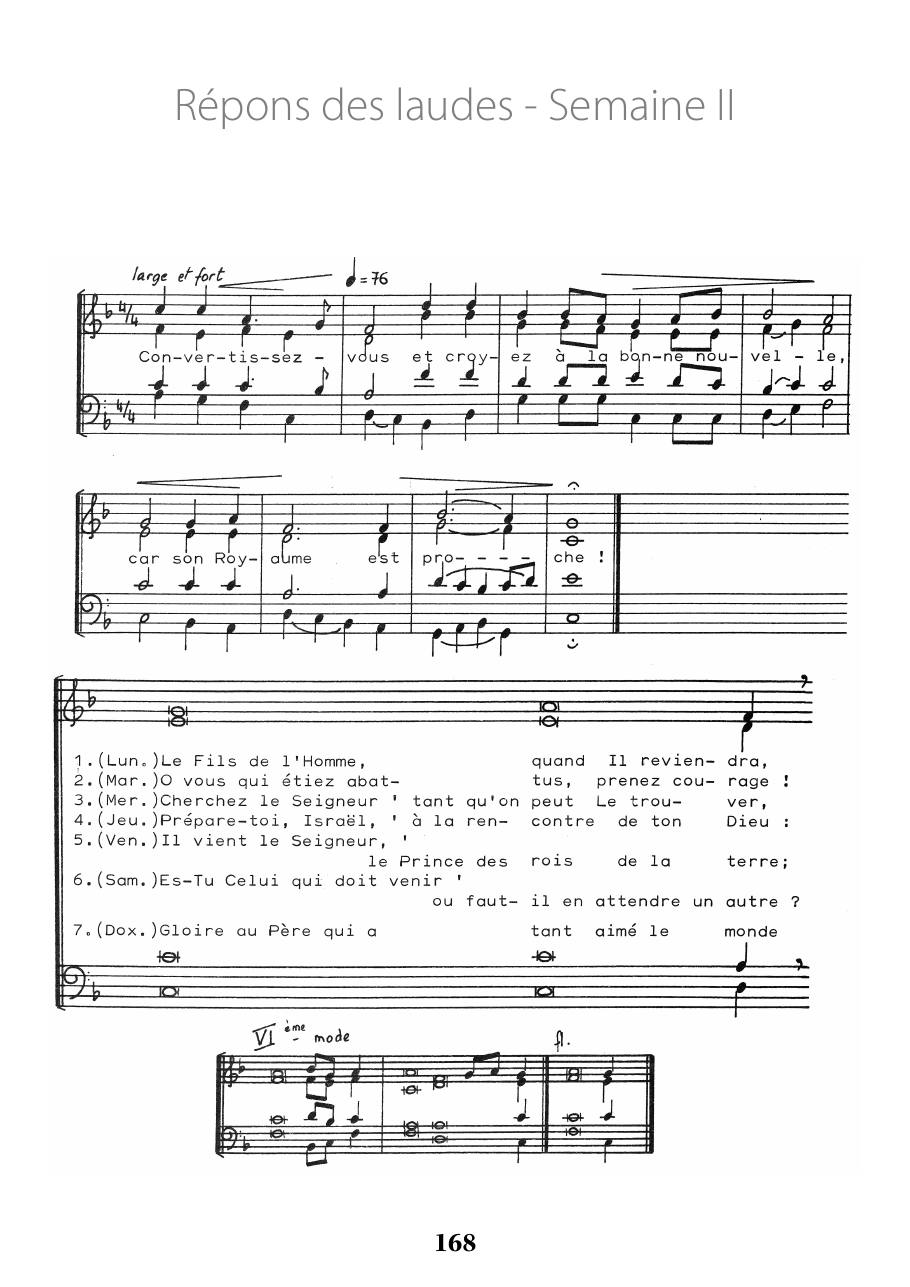 Répons des laudes - Semaine II
large et fort
= 76
4/4
Con-ver-tis-sez - vous et croy- ez à la bon-ne nou- vel - le,
4/4
car son Roy- aume est pro- - - - che !
1.(Lun.)Le Fils de l'Homme, quand Il revien- dra,
2.(Mar.)O vous qui étiez abat- tus, prenez cou- rage !
3.(Mer.)Cherchez le Seigneur ' tant qu'on peut Le trou- ver,
4.(Jeu.)Prépare-toi, Israël, ' à la ren- contre de ton Dieu :
5.(Ven.)Il vient le Seigneur, '
le Prince des rois de la terre;
6.(Sam.)Es-Tu Celui qui doit venir '
ou faut- il en attendre un autre ?
7.(Dox.)Gloire au Père qui a tant aimé le monde
VI ème - mode fl.
168